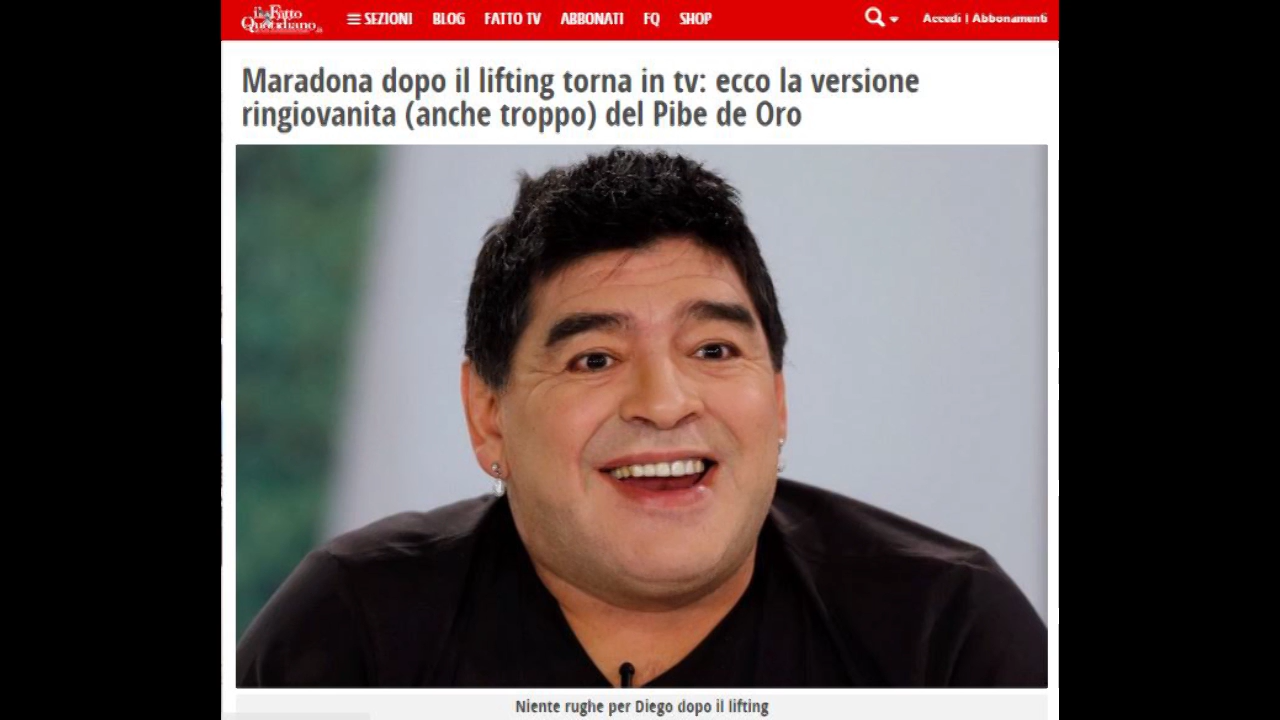 il Fatto
Quotidiano.it
SEZIONI BLOG FATTO TV ABBONATI FQ SHOP Accedi | Abbonamenti
Maradona dopo il lifting torna in tv: ecco la versione
ringiovanita (anche troppo) del Pibe de Oro
Niente rughe per Diego dopo il lifting